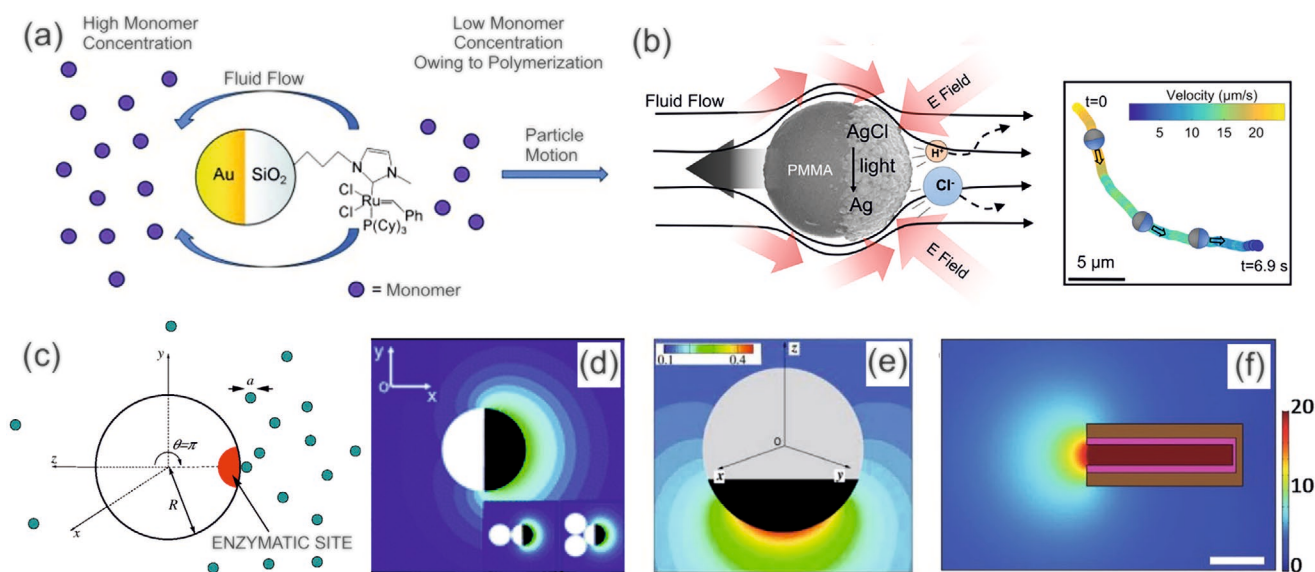 (a)
High Monomer
Concentration
Low Monomer
Concentration
Owing to Polymerization
Fluid Flow
Au
SiO2
N
N
Cl
Cl
Ru
Ph
P(Cy)3
Particle
Motion
= Monomer
(b)
Fluid Flow
E Field
PMMA
AgCl
light
Ag
H+
Cl-
E Field
t=0
Velocity (μm/s)
5 10 15 20
5 μm
t=6.9 s
(c)
y
a
θ=π
z
R
x
ENZYMATIC SITE
(d)
y
O
x
(e)
0.1 0.4
z
O
x
y
(f)
20
10
0